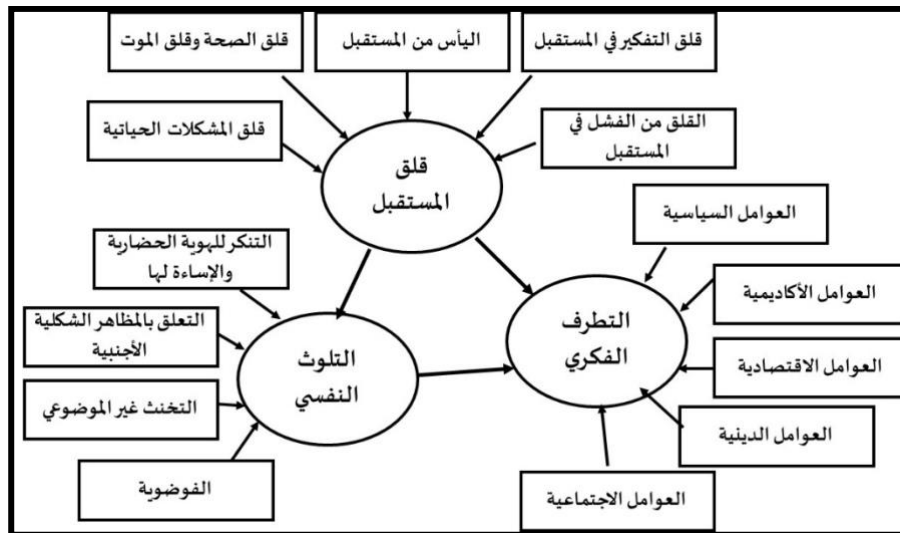 قلق التفكير في المستقبل
اليأس من المستقبل
قلق الصحة وقلق الموت
القلق من الفشل في
المستقبل
قلق المشكلات الحياتية
قلق
المستقبل
العوامل السياسية
العوامل الأكاديمية
العوامل الاقتصادية
العوامل الدينية
العوامل الاجتماعية
التطرف
الفكري
التنكر للهوية الحضارية
والإساءة لها
التعلق بالمظاهر الشكلية
الأجنبية
التخنث غير الموضوعي
الفوضوية
التلوث
النفسي